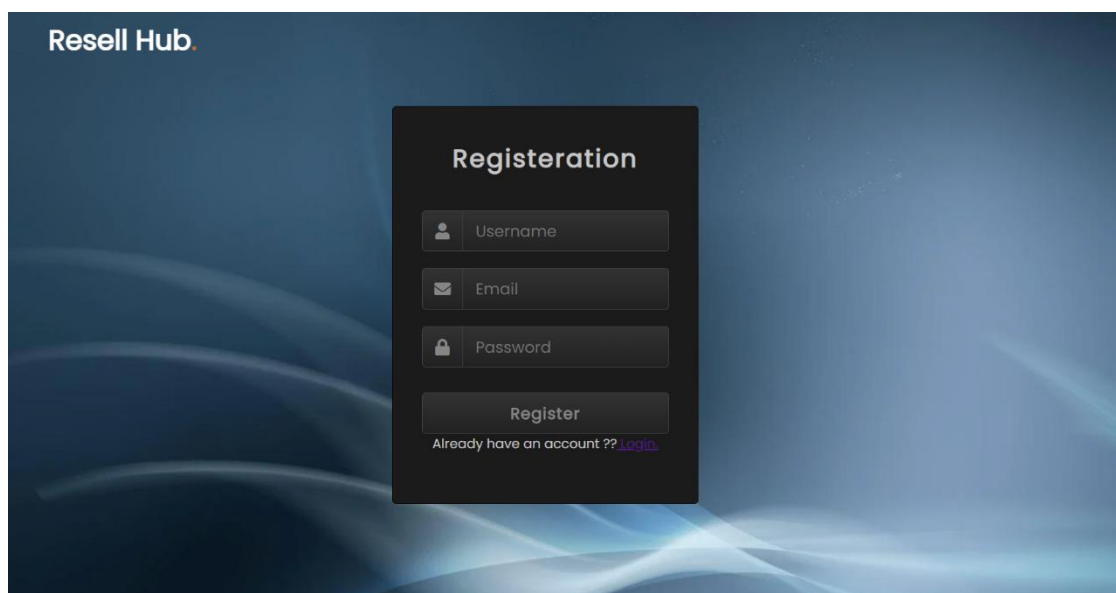 Resell Hub.
Registeration
Username
Email
Password
Register
Already have an account ?? Login.